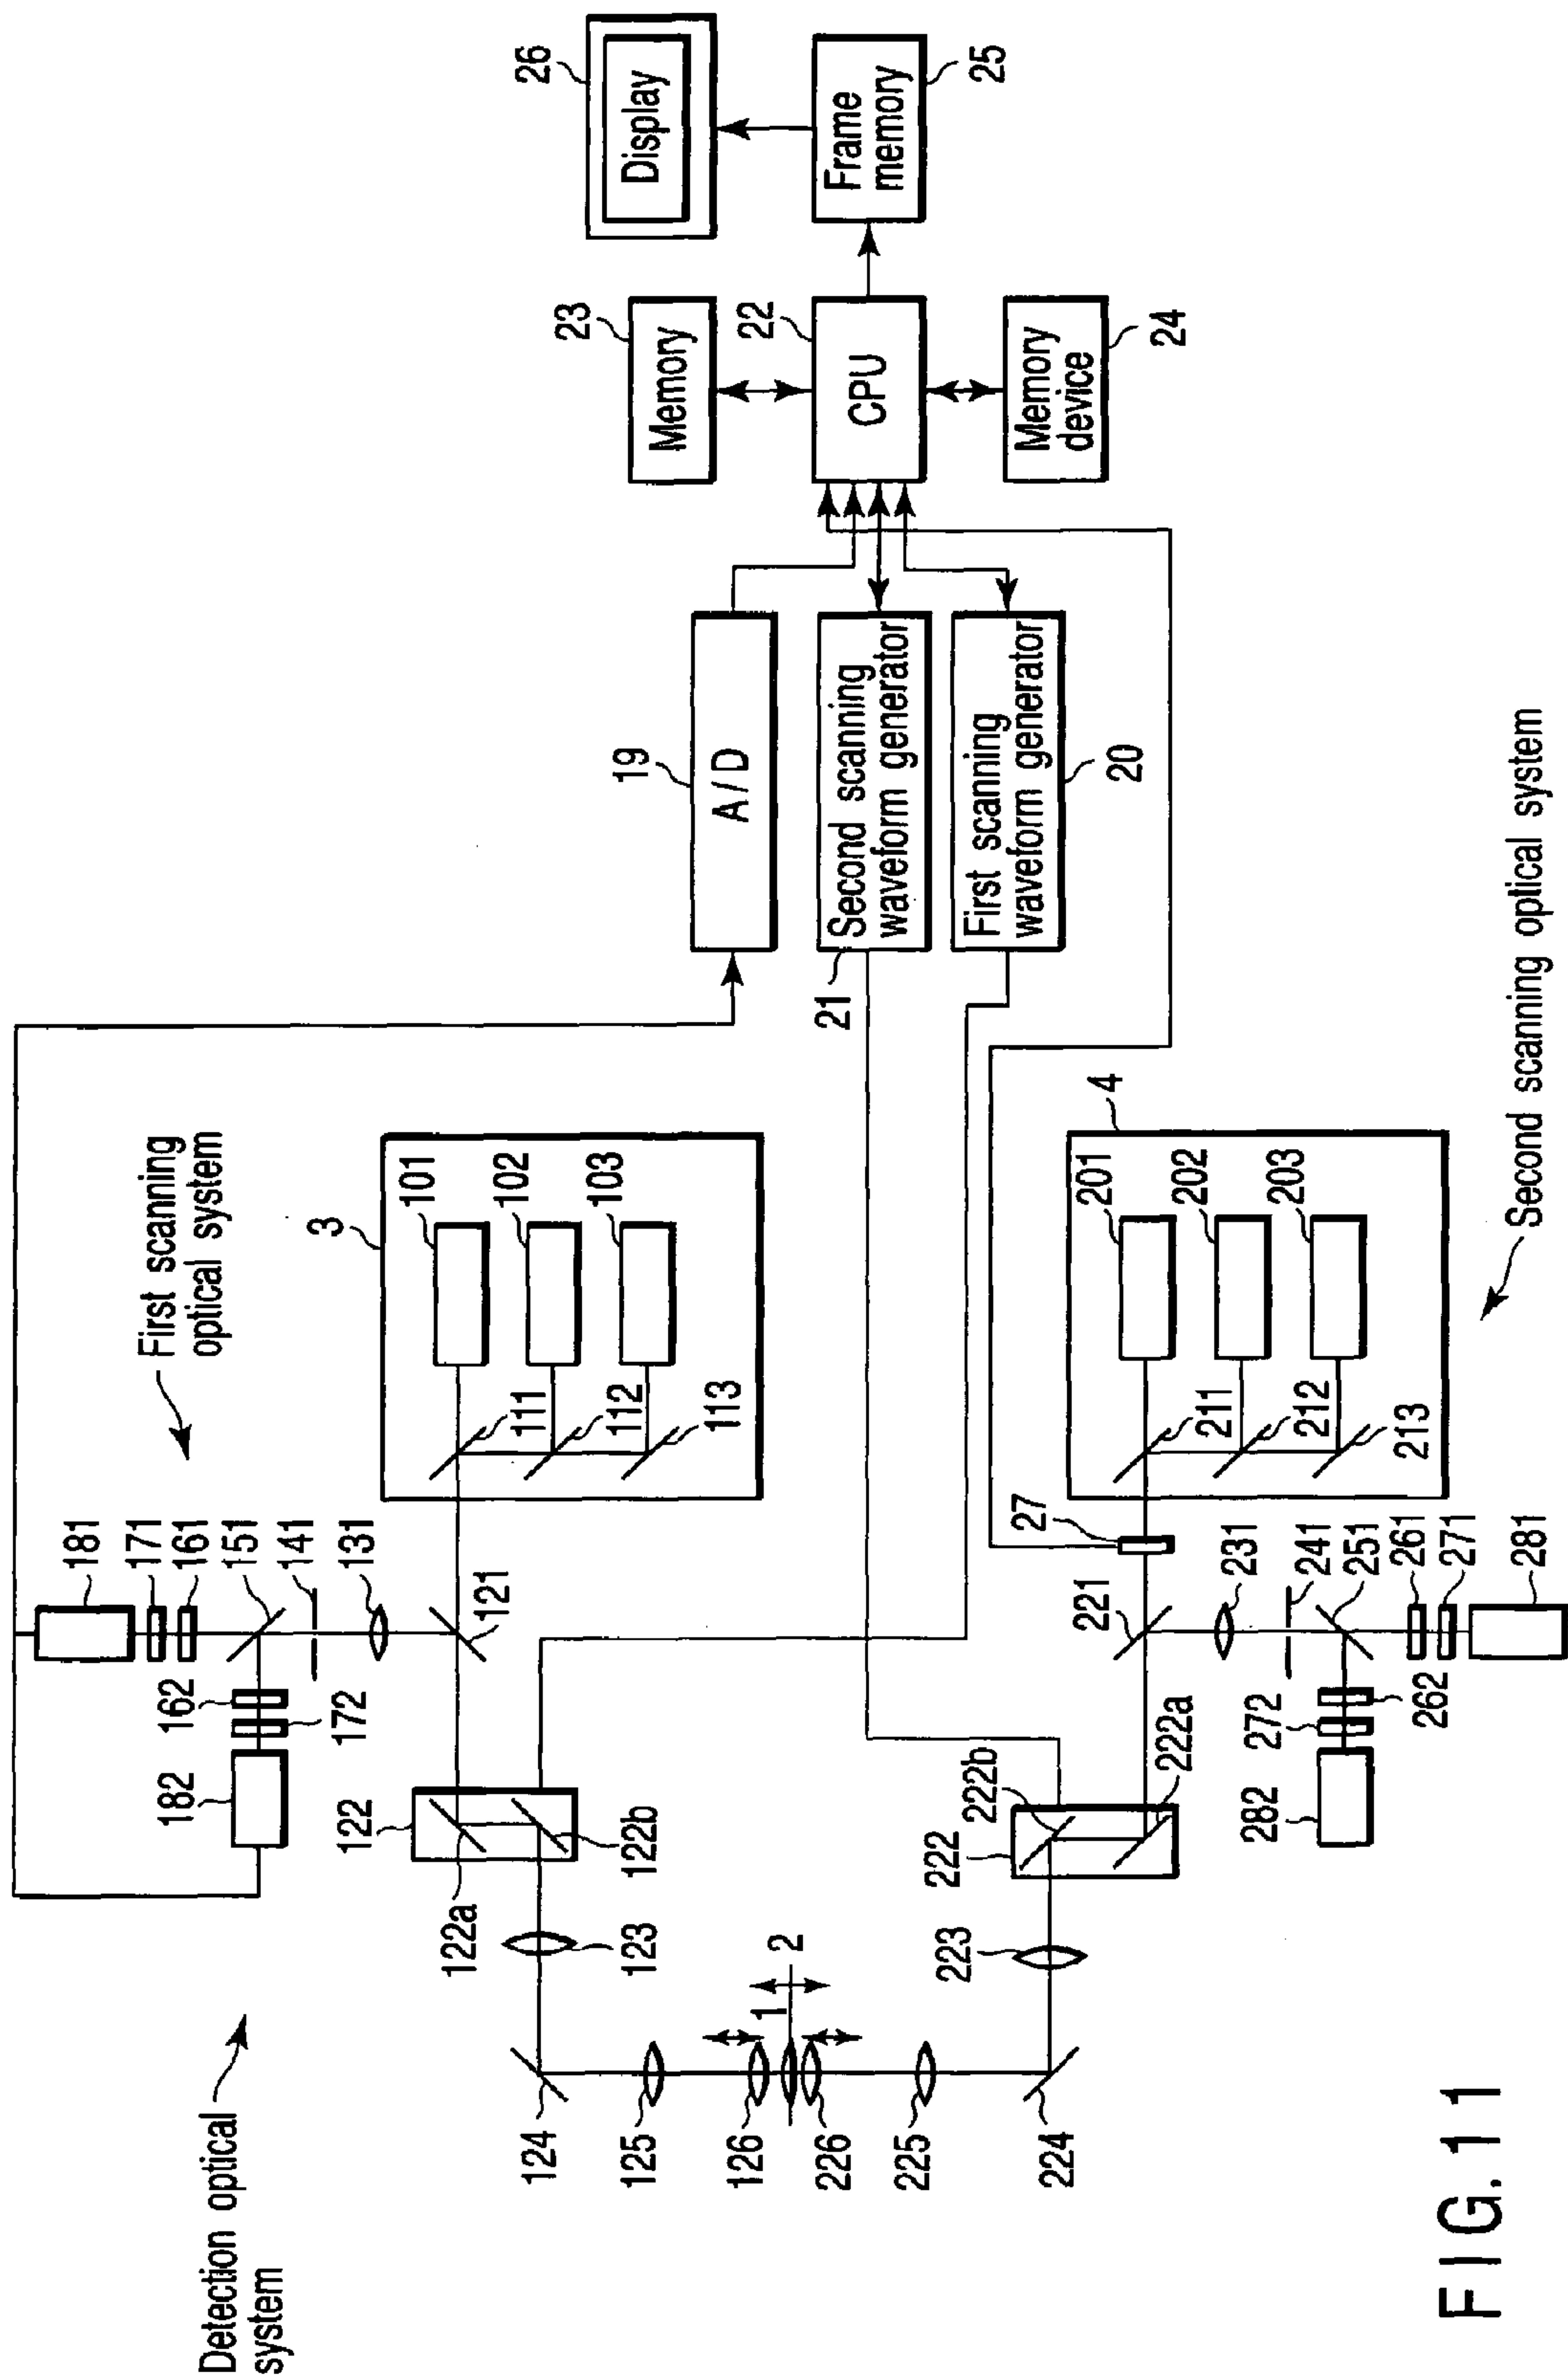 Detection optical
system
First scanning
optical system
181
171
161
151
141
131
121
162
172
182
122
122a
122b
123
124
125
126
1
2
226
225
224
223
222
222b
222a
221
27
231
241
251
261
271
281
262
272
282
3
101
102
103
111
112
113
4
201
202
203
211
212
213
Second scanning optical system
19
A/D
21
Second scanning
waveform generator
First scanning
waveform generator
20
23
Memory
22
CPU
Memory
device
24
26
Display
Frame
memory
25
FIG. 11